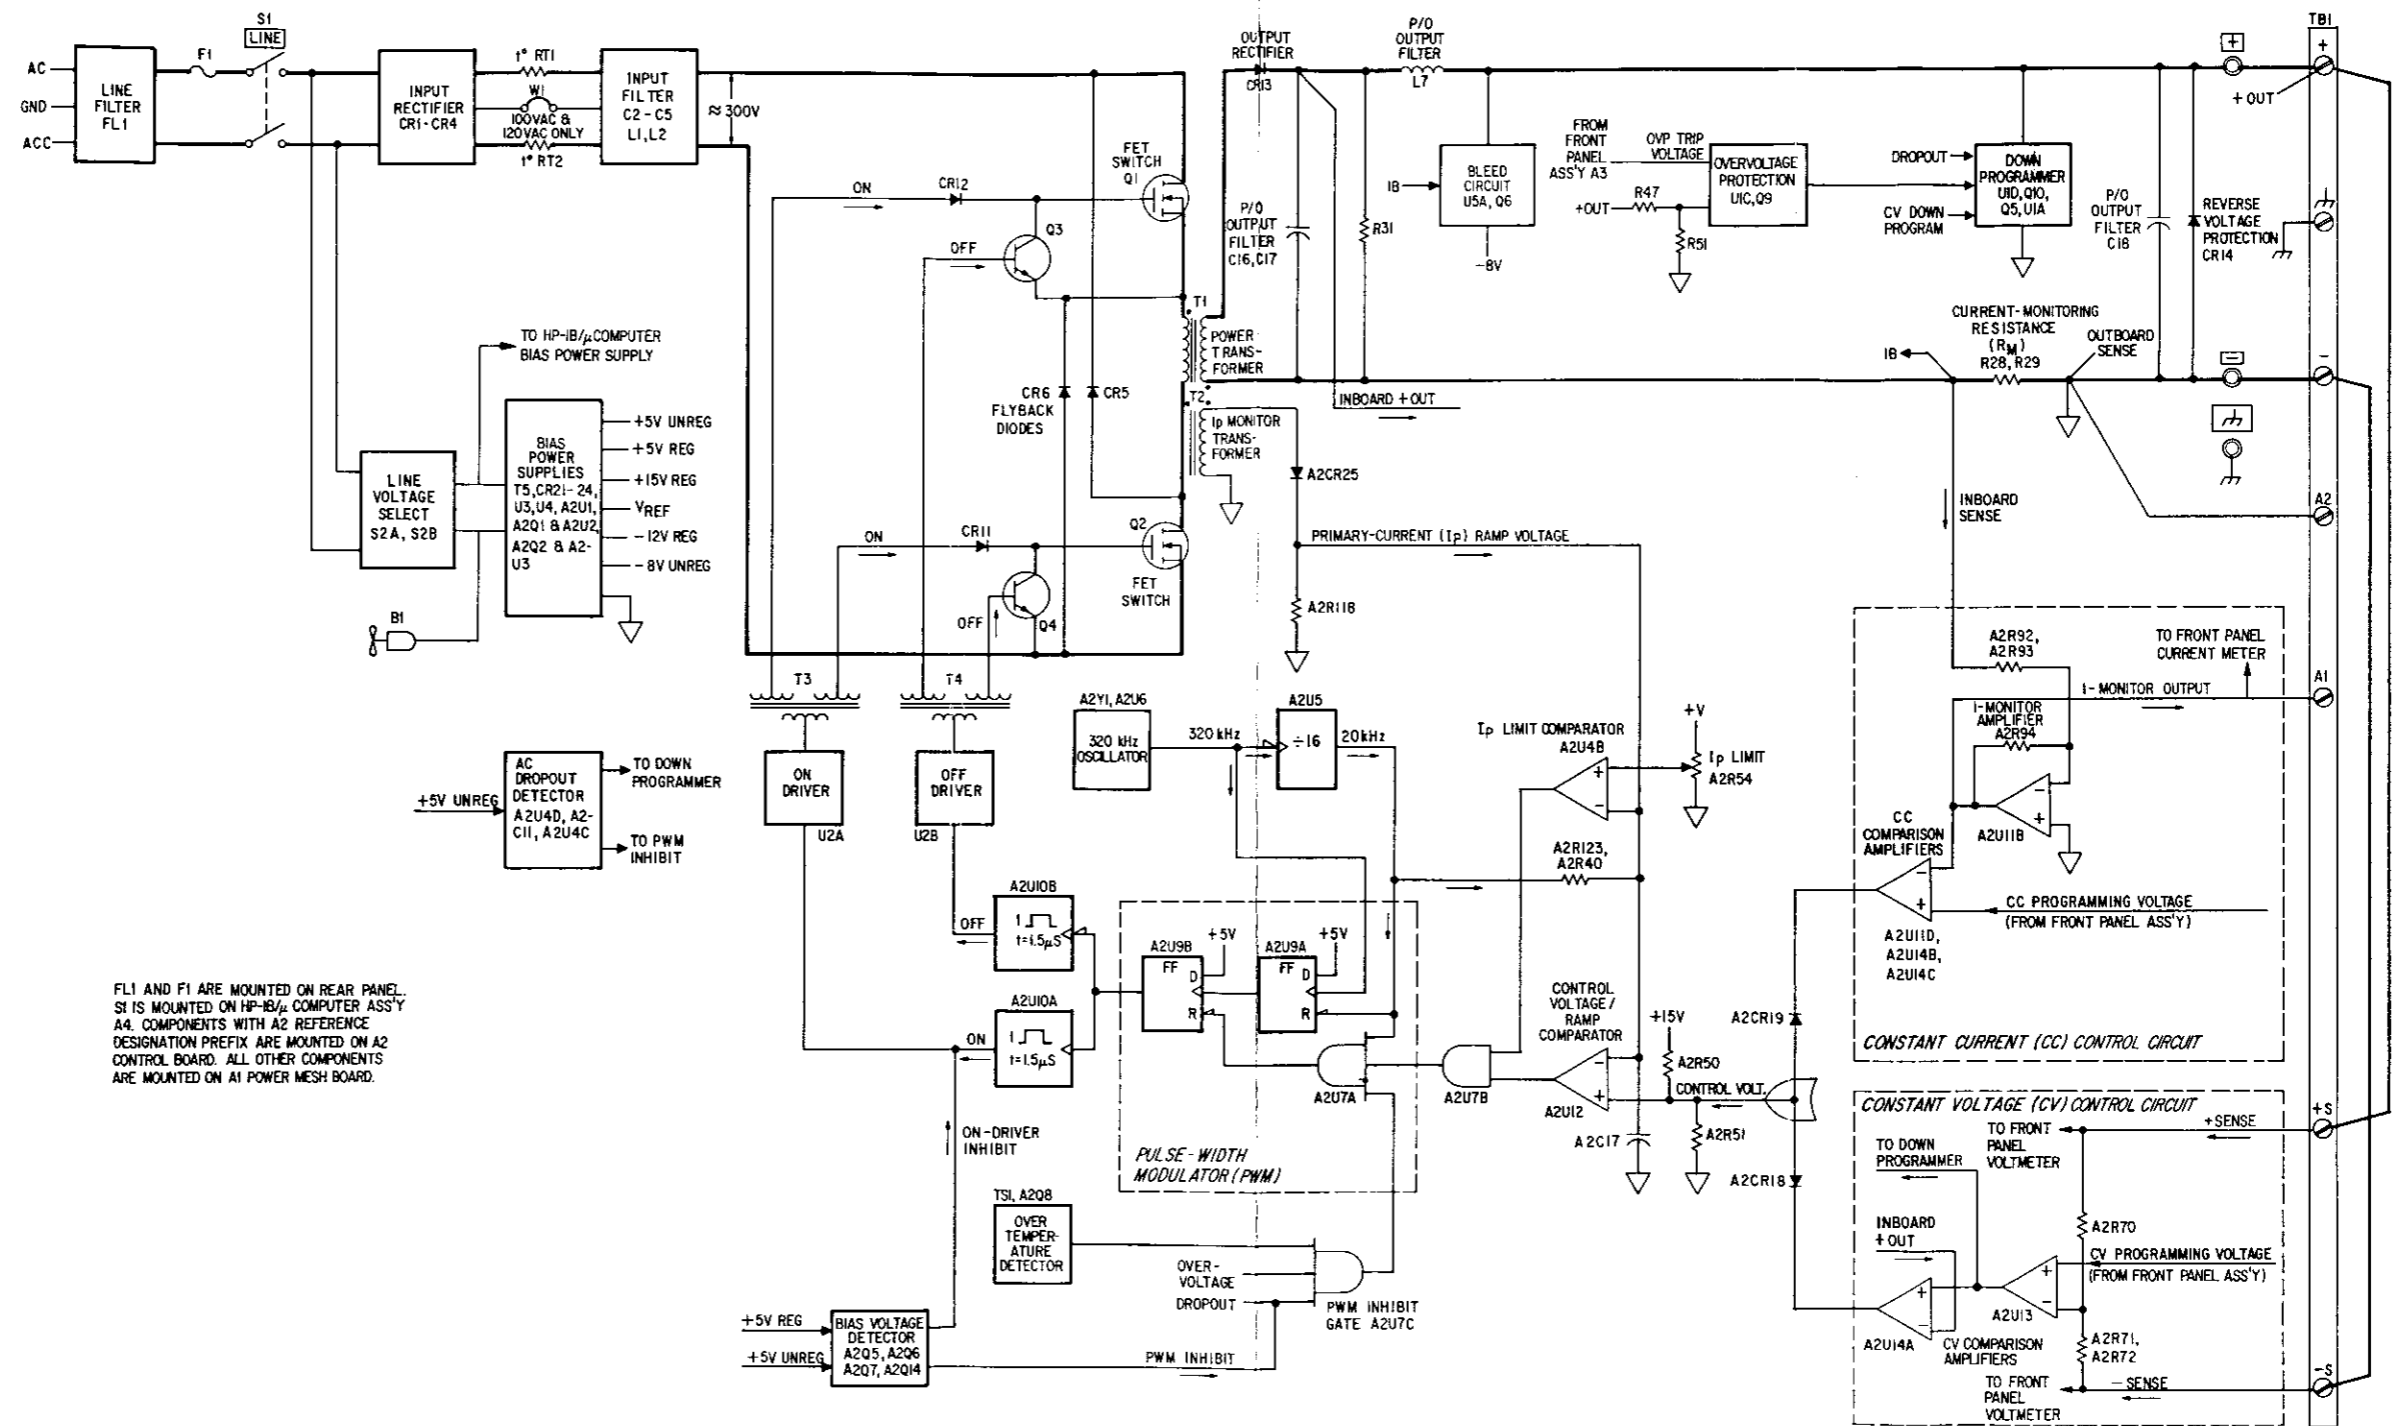 S1
LINE
F1
AC
GND
ACC
LINE
FILTER
FL1
INPUT
RECTIFIER
CR1-CR4
t° RT1
W1
100VAC &
120VAC ONLY
t° RT2
INPUT
FILTER
C2-C5
L1, L2
≈300V
FET
SWITCH
Q1
ON
CR12
Q3
OFF
OUTPUT
RECTIFIER
CR13
P/O
OUTPUT
FILTER
L7
P/O
OUTPUT
FILTER
C16, C17
R31
IB
BLEED
CIRCUIT
U5A, Q6
-8V
FROM
FRONT
PANEL
ASS'Y A3
OVP TRIP
VOLTAGE
+OUT
R47
R51
OVERVOLTAGE
PROTECTION
U1C, Q9
DROPOUT
CV DOWN
PROGRAM
DOWN
PROGRAMMER
U1D, Q10,
Q5, U1A
P/O
OUTPUT
FILTER
C18
REVERSE
VOLTAGE
PROTECTION
CR14
+
TB1
+
+ OUT
T1
POWER
TRANS-
FORMER
CURRENT-MONITORING
RESISTANCE
(RM)
R28, R29
IB
OUTBOARD
SENSE
-
-
INBOARD +OUT
T2
Ip MONITOR
TRANS-
FORMER
CR6
FLYBACK
DIODES
CR5
A2CR25
INBOARD
SENSE
A2
TO HP-IB/μCOMPUTER
BIAS POWER SUPPLY
LINE
VOLTAGE
SELECT
S2A, S2B
BIAS
POWER
SUPPLIES
T5, CR21-24,
U3, U4, A2U1,
A2Q1 & A2U2,
A2Q2 & A2-
U3
+5V UNREG
+5V REG
+15V REG
VREF
-12V REG
-8V UNREG
B1
ON
CR11
Q2
FET
SWITCH
OFF
Q4
PRIMARY-CURRENT (Ip) RAMP VOLTAGE
A2R118
T3
T4
ON
DRIVER
U2A
OFF
DRIVER
U2B
AC
DROPOUT
DETECTOR
A2U4D, A2-
C11, A2U4C
+5V UNREG
TO DOWN
PROGRAMMER
TO PWM
INHIBIT
A2Y1, A2U6
320 kHz
OSCILLATOR
320 kHz
A2U5
÷16
20kHz
Ip LIMIT COMPARATOR
A2U4B
+
-
+V
Ip LIMIT
A2R54
A2R123,
A2R40
A2R92,
A2R93
TO FRONT PANEL
CURRENT METER
A1
I-MONITOR OUTPUT
I-MONITOR
AMPLIFIER
A2R94
-
+
A2U11B
CC
COMPARISON
AMPLIFIERS
-
+
CC PROGRAMMING VOLTAGE
(FROM FRONT PANEL ASS'Y)
A2U11D,
A2U14B,
A2U14C
CONSTANT CURRENT (CC) CONTROL CIRCUIT
A2U10B
1
t=1.5μS
OFF
A2U10A
1
t=1.5μS
ON
A2U9B
FF
D
R
+5V
A2U9A
FF
D
R
+5V
A2U7A
A2U7B
PULSE-WIDTH
MODULATOR (PWM)
CONTROL
VOLTAGE/
RAMP
COMPARATOR
-
+
A2U12
+15V
A2R50
CONTROL VOLT.
A2R51
A2C17
A2CR19
A2CR18
ON-DRIVER
INHIBIT
FL1 AND F1 ARE MOUNTED ON REAR PANEL.
S1 IS MOUNTED ON HP-IB/μ COMPUTER ASS'Y
A4. COMPONENTS WITH A2 REFERENCE
DESIGNATION PREFIX ARE MOUNTED ON A2
CONTROL BOARD. ALL OTHER COMPONENTS
ARE MOUNTED ON A1 POWER MESH BOARD.
TS1, A2Q8
OVER
TEMPER-
ATURE
DETECTOR
OVER-
VOLTAGE
DROPOUT
PWM INHIBIT
GATE A2U7C
+5V REG
+5V UNREG
BIAS VOLTAGE
DETECTOR
A2Q5, A2Q6
A2Q7, A2Q14
PWM INHIBIT
CONSTANT VOLTAGE (CV) CONTROL CIRCUIT
+S
+SENSE
TO FRONT
PANEL
VOLTMETER
TO DOWN
PROGRAMMER
A2R70
INBOARD
+OUT
CV PROGRAMMING VOLTAGE
(FROM FRONT PANEL ASS'Y)
+
-
A2U13
+
-
A2U14A
CV COMPARISON
AMPLIFIERS
A2R71,
A2R72
TO FRONT
PANEL
VOLTMETER
- SENSE
-S